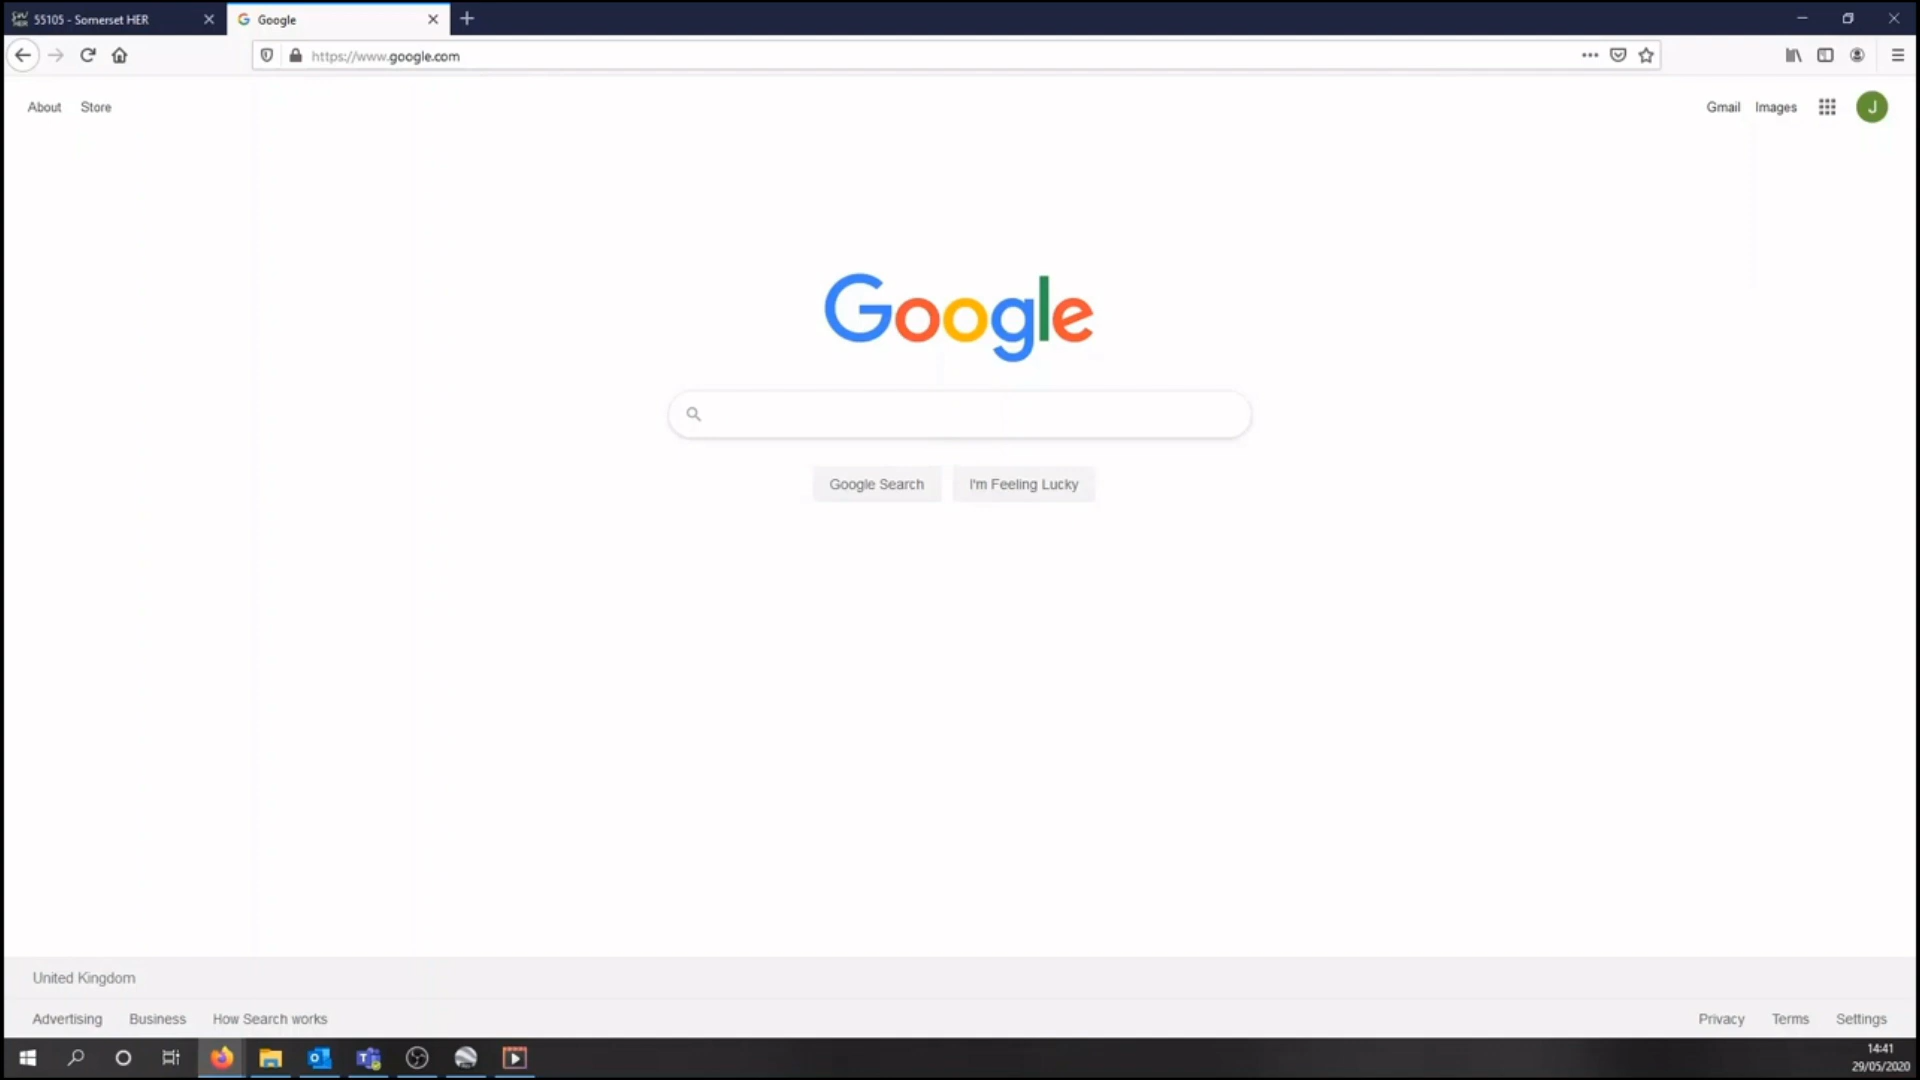 55105 - Somerset HER
Google
https://www.google.com
About Store
Gmail Images J
Google
Google Search I'm Feeling Lucky
United Kingdom
Advertising Business How Search works
Privacy Terms Settings
14:41
29/05/2020